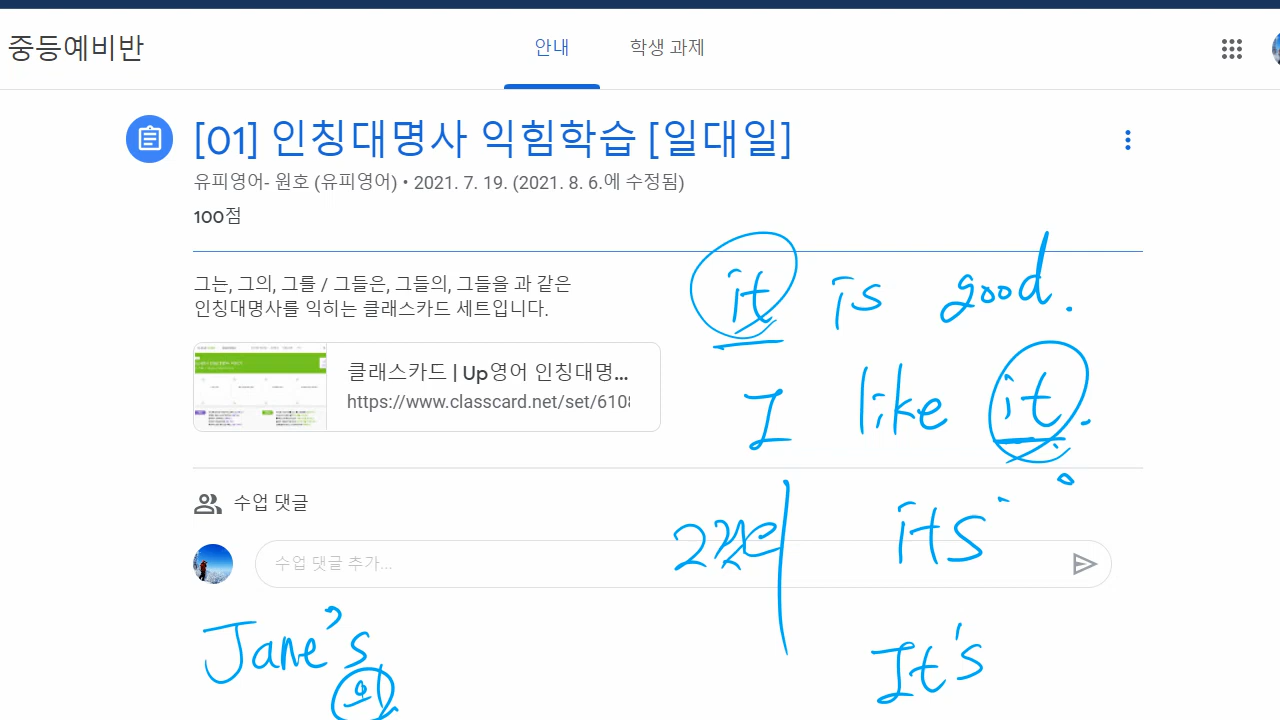 중등예비반
안내
학생 과제
[01] 인칭대명사 익힘학습 [일대일]
유피영어- 원호 (유피영어) • 2021. 7. 19. (2021. 8. 6.에 수정됨)
100점
그는, 그의, 그를 / 그들은, 그들의, 그들을 과 같은
인칭대명사를 익히는 클래스카드 세트입니다.
it is good.
클래스카드 | Up영어 인칭대명...
https://www.classcard.net/set/610
I like it.
수업 댓글
its
수업 댓글 추가...
Jane's
의
It's